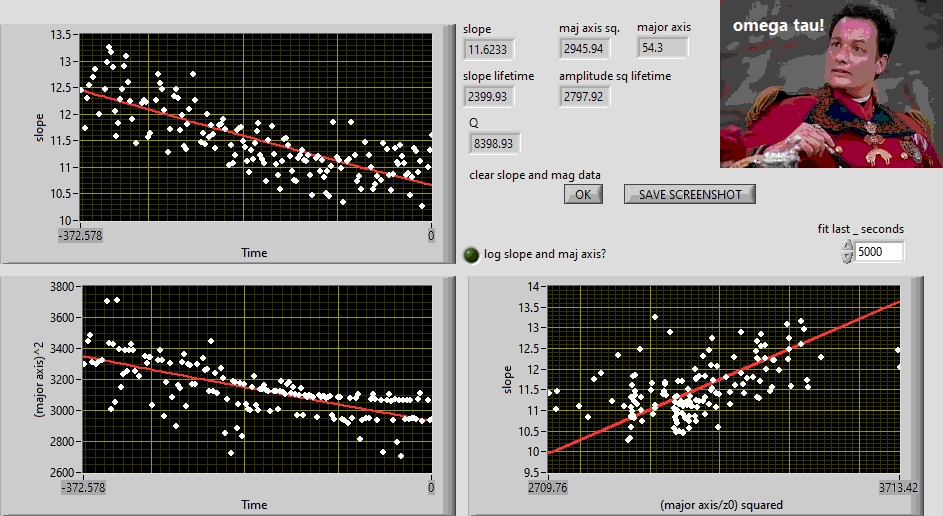 slope
maj axis sq.
major axis
11.6233
2945.94
54.3
slope lifetime
amplitude sq lifetime
2399.93
2797.92
Q
8398.93
omega tau!
clear slope and mag data
OK
SAVE SCREENSHOT
fit last _ seconds
5000
log slope and maj axis?
13.5
13
12.5
12
11.5
11
10.5
10
slope
-372.578
0
Time
3800
3600
3400
3200
3000
2800
2600
(major axis)^2
-372.578
0
Time
14
13.5
13
12.5
12
11.5
11
10.5
10
9.5
slope
2709.76
3713.42
(major axis/z0) squared